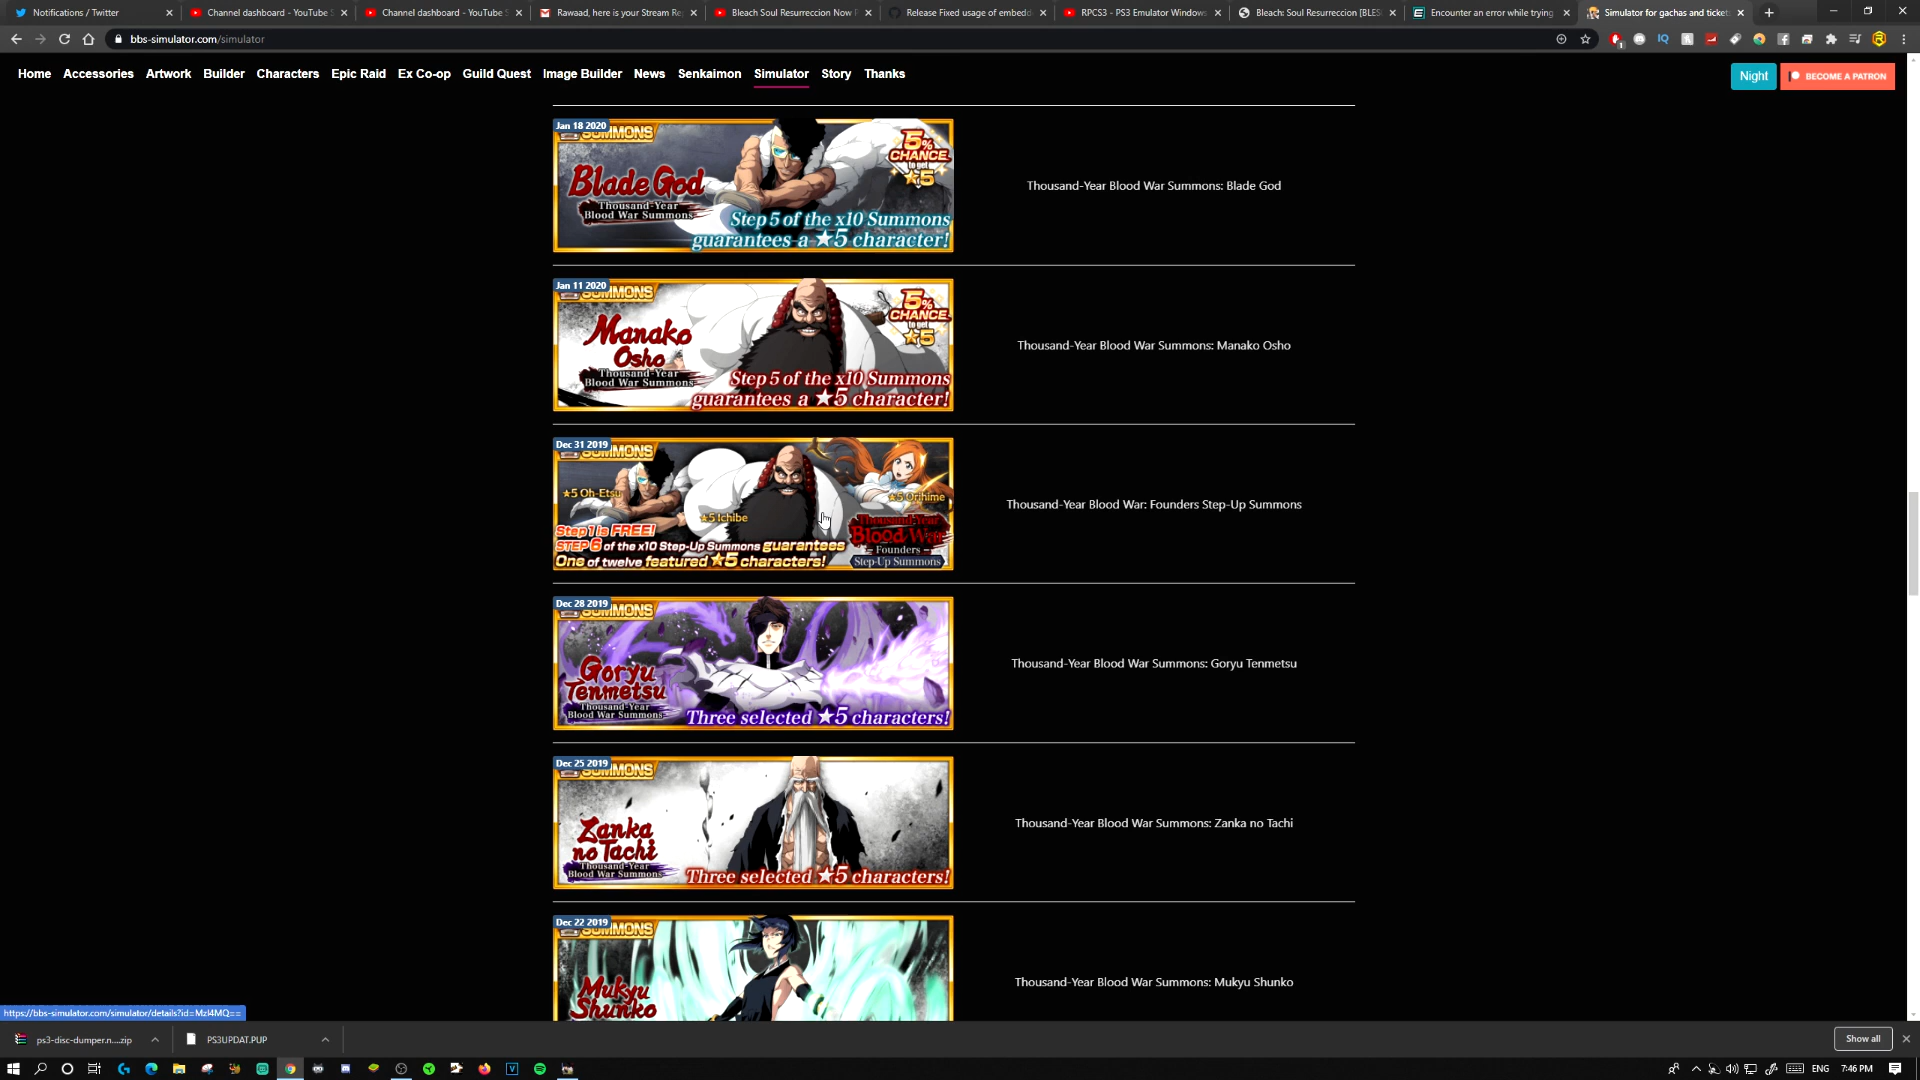 Notifications / Twitter
Channel dashboard - YouTube S
Channel dashboard - YouTube S
Rawaad, here is your Stream Re
Bleach Soul Resurreccion Now P
Release Fixed usage of embedd
RPCS3 - PS3 Emulator Windows
Bleach: Soul Resurreccion [BLES
Encounter an error while trying
Simulator for gachas and ticket
bbs-simulator.com/simulator
Home Accessories Artwork Builder Characters Epic Raid Ex Co-op Guild Quest Image Builder News Senkaimon Simulator Story Thanks
Night
BECOME A PATRON
Jan 18 2020
SUMMONS
5% CHANCE
to get
★5
Blade God
Thousand-Year
Blood War Summons
Step 5 of the x10 Summons
guarantees a ★5 character!
Thousand-Year Blood War Summons: Blade God
Jan 11 2020
SUMMONS
5% CHANCE
to get
★5
Manako
Osho
Thousand-Year
Blood War Summons
Step 5 of the x10 Summons
guarantees a ★5 character!
Thousand-Year Blood War Summons: Manako Osho
Dec 31 2019
SUMMONS
★5 Oh-Etsu
★5 Ichibe
★5 Orihime
Step 1 is FREE!
STEP 6 of the x10 Step-Up Summons guarantees
One of twelve featured ★5 characters!
Thousand-Year
Blood War
- Founders -
Step-Up Summons
Thousand-Year Blood War: Founders Step-Up Summons
Dec 28 2019
SUMMONS
Goryu
Tenmetsu
Thousand-Year
Blood War Summons
Three selected ★5 characters!
Thousand-Year Blood War Summons: Goryu Tenmetsu
Dec 25 2019
SUMMONS
Zanka
no Tachi
Thousand-Year
Blood War Summons
Three selected ★5 characters!
Thousand-Year Blood War Summons: Zanka no Tachi
Dec 22 2019
SUMMONS
Mukyu
Shunko
Thousand-Year Blood War Summons: Mukyu Shunko
https://bbs-simulator.com/simulator/details?id=MzI4MQ==
ps3-disc-dumper.n....zip
PS3UPDAT.PUP
Show all
ENG
7:46 PM